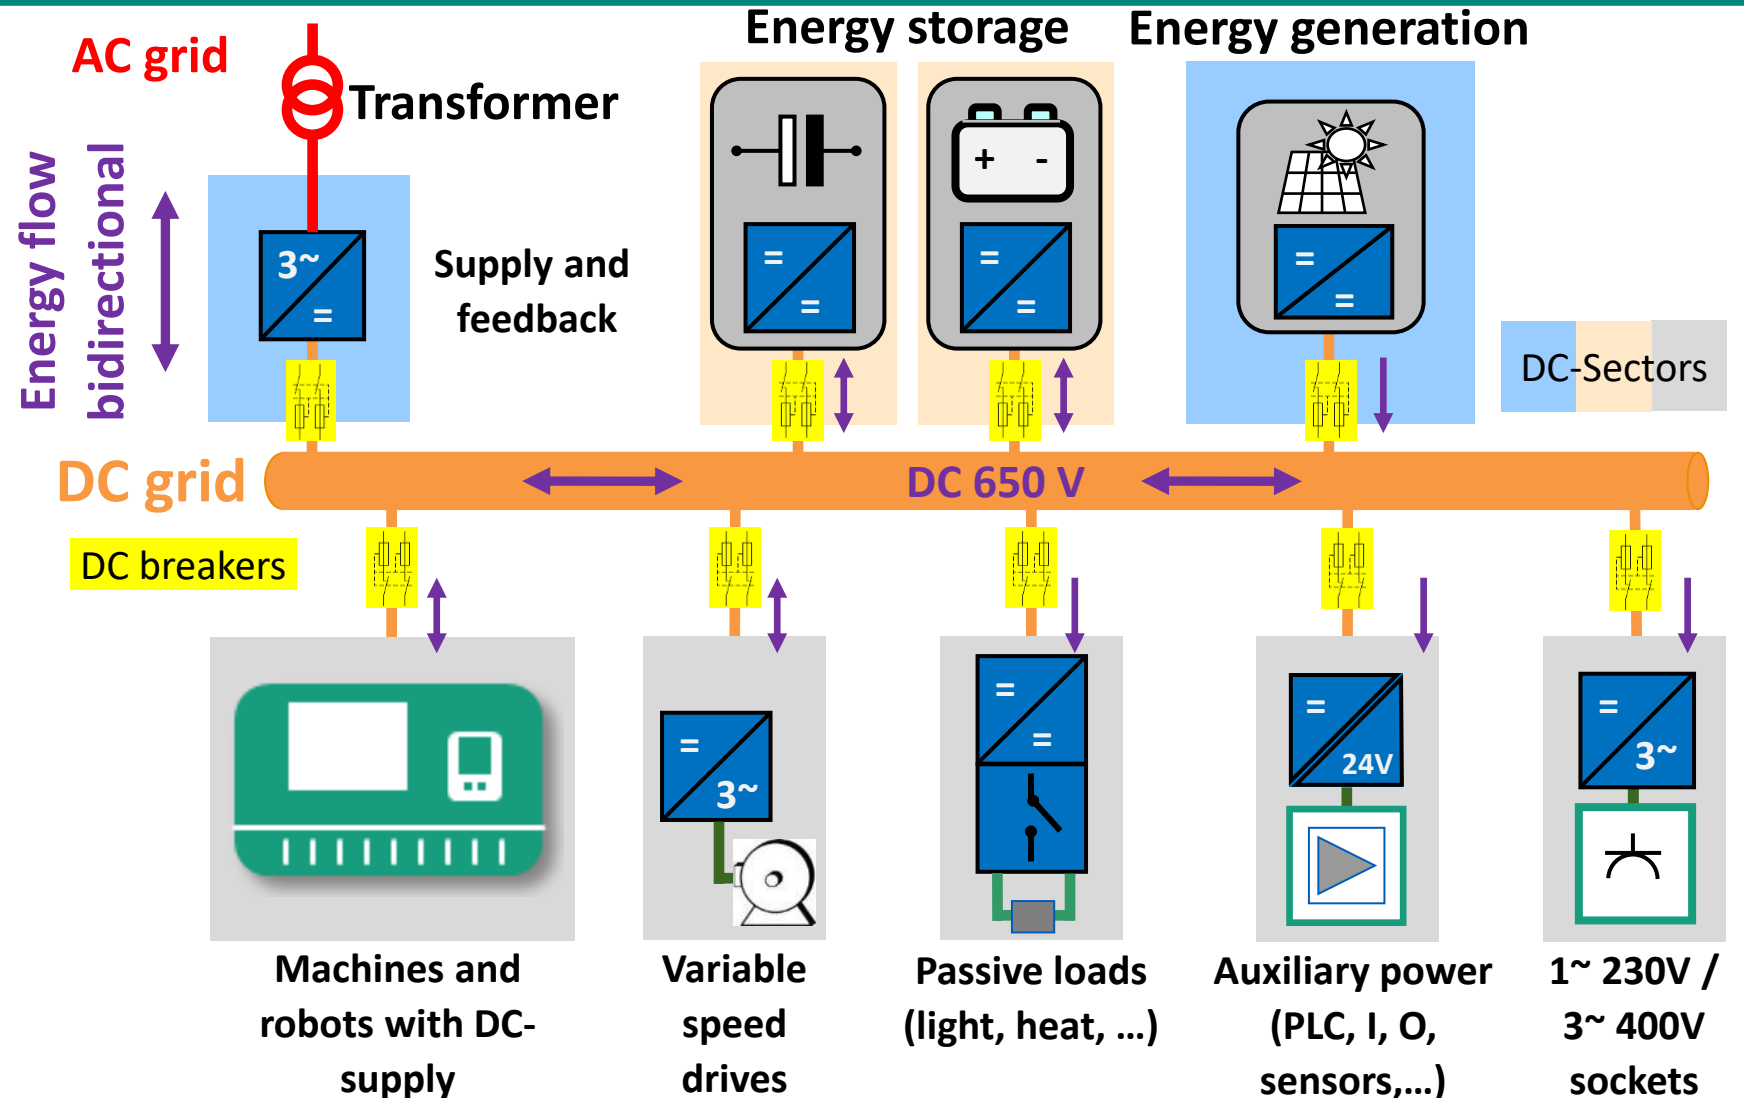 Energy storage
Energy generation
AC grid
Transformer
Energy flow
bidirectional
+ -
3~
=
Supply and
feedback
=
=
=
=
=
=
DC-Sectors
DC grid
DC 650 V
DC breakers
=
3~
=
=
=
24V
=
3~
Machines and
robots with DC-
supply
Variable
speed
drives
Passive loads
(light, heat, ...)
Auxiliary power
(PLC, I, O,
sensors,...)
1~ 230V /
3~ 400V
sockets